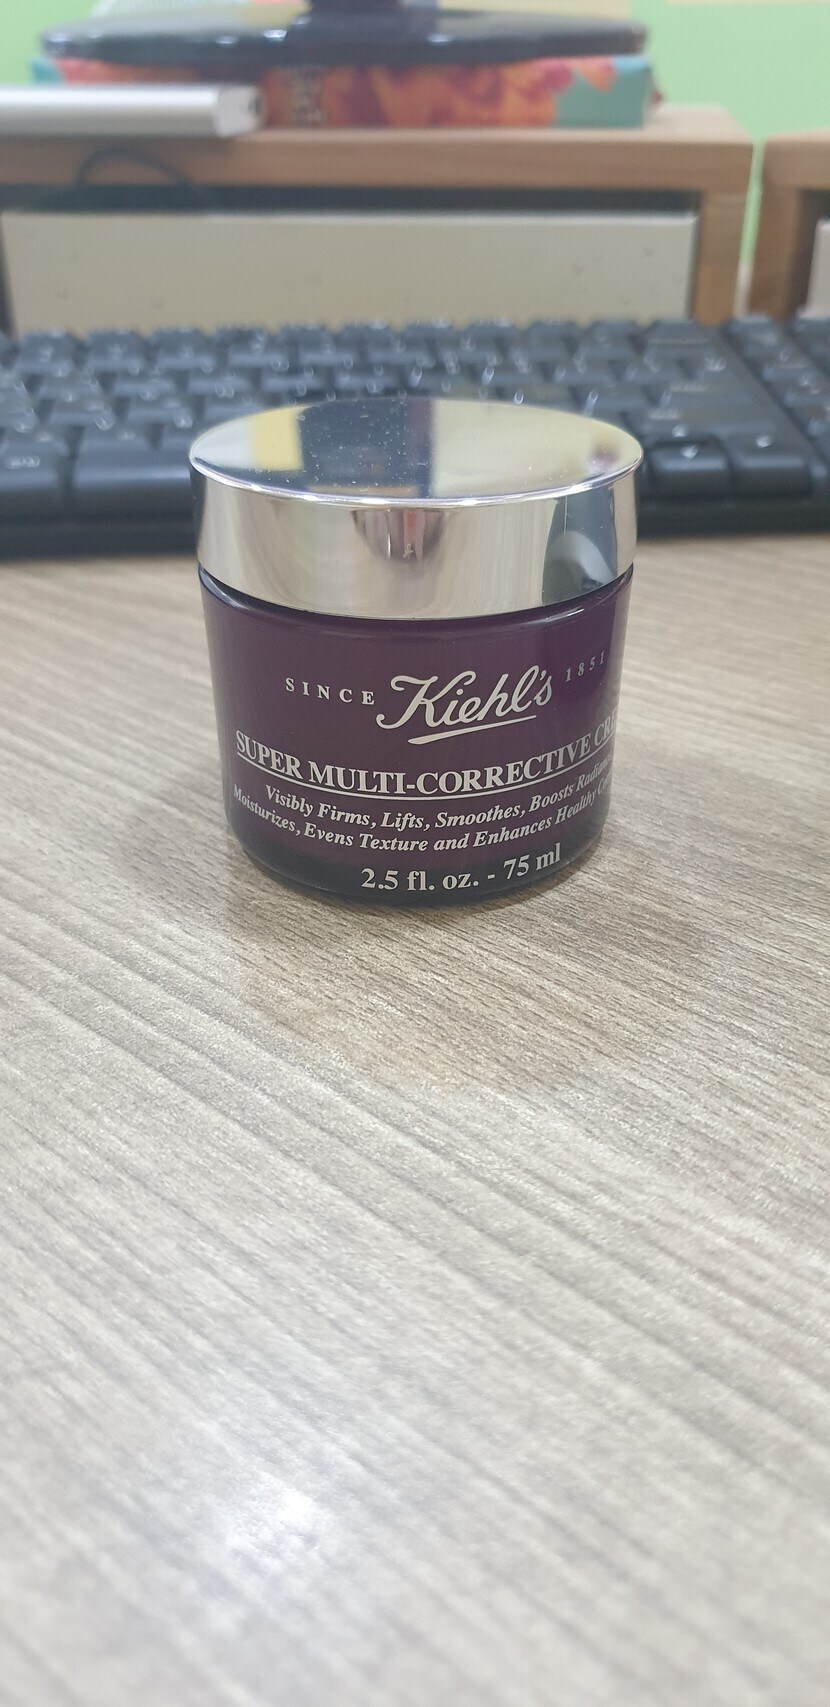 SINCE Kiehl's 1851
SUPER MULTI-CORRECTIVE
Visibly Firms, Lifts, Smoothes, Boosts
Moisturizes, Evens Texture and Enhances Healthy
2.5 fl. oz. - 75 ml